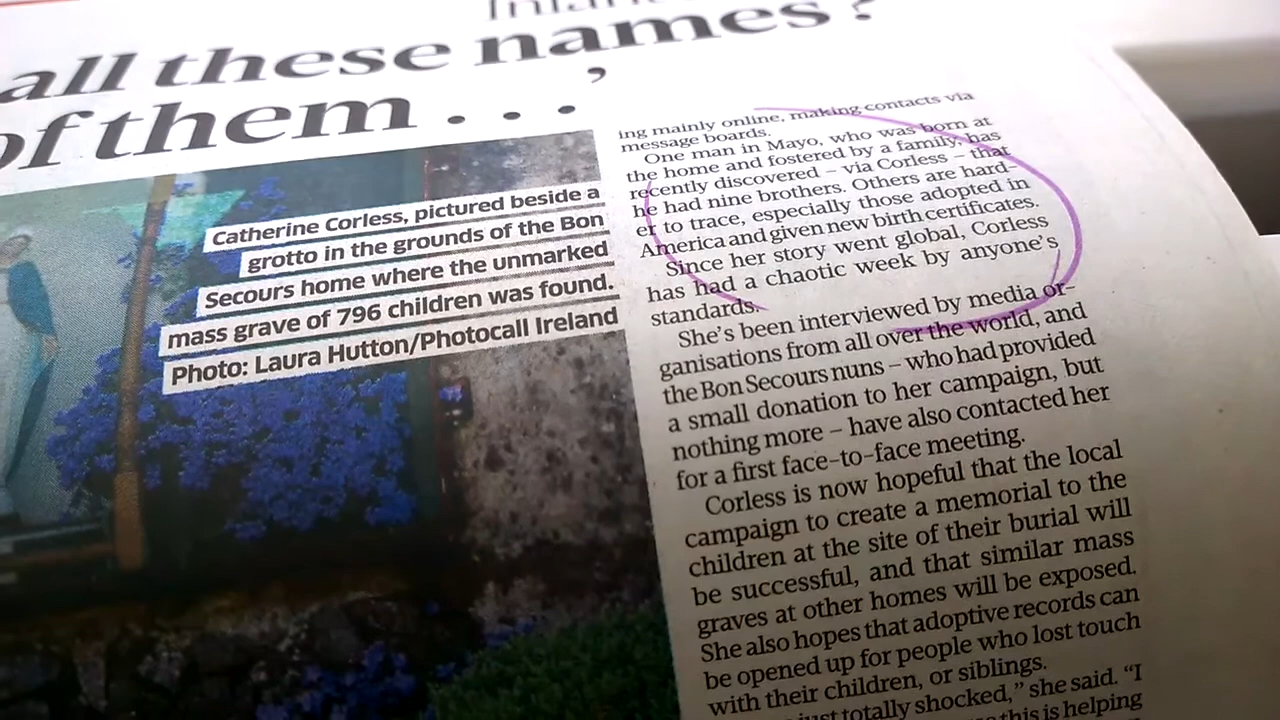 all these names?
of them . . .’
Catherine Corless, pictured beside a
grotto in the grounds of the Bon
Secours home where the unmarked
mass grave of 796 children was found.
Photo: Laura Hutton/Photocall Ireland
ing mainly online, making contacts via
message boards.
One man in Mayo, who was born at
the home and fostered by a family, has
recently discovered – via Corless – that
he had nine brothers. Others are hard-
er to trace, especially those adopted in
America and given new birth certificates.
Since her story went global, Corless
has had a chaotic week by anyone’s
standards.
She’s been interviewed by media or-
ganisations from all over the world, and
the Bon Secours nuns – who had provided
a small donation to her campaign, but
nothing more – have also contacted her
for a first face-to-face meeting.
Corless is now hopeful that the local
campaign to create a memorial to the
children at the site of their burial will
be successful, and that similar mass
graves at other homes will be exposed.
She also hopes that adoptive records can
be opened up for people who lost touch
with their children, or siblings.
just totally shocked,” she said. “I
this is helping